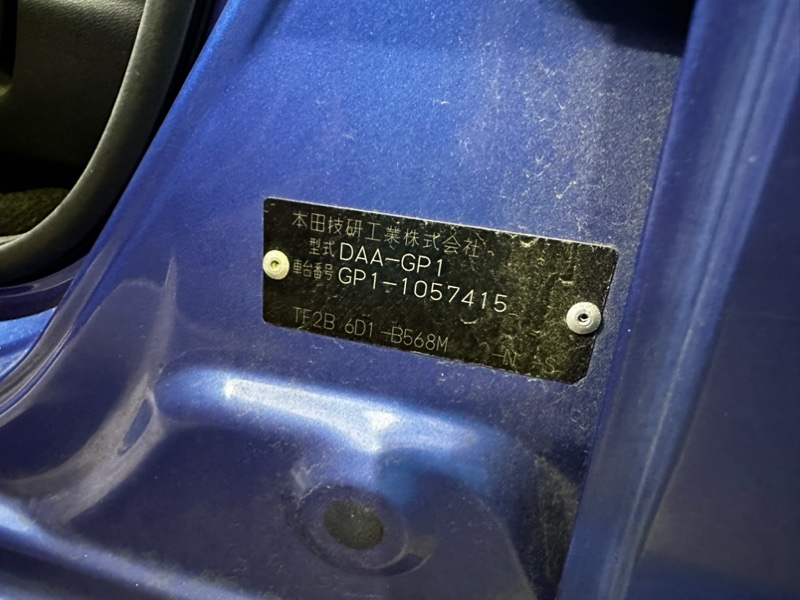 本田技研工業株式会社
型式 DAA-GP1
車台番号 GP1-1057415
TF2B 6D1-B568M